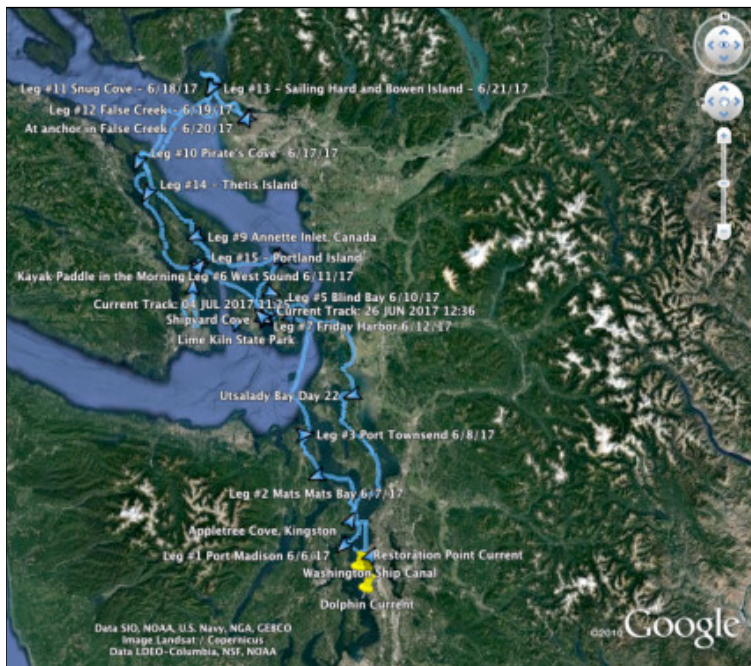 Leg #11 Snug Cove - 6/18/17
Leg #13 - Sailing Hard and Bowen Island - 6/21/17
Leg #12 False Creek - 6/19/17
At anchor in False Creek - 6/20/17
Leg #10 Pirate's Cove - 6/17/17
Leg #14 - Thetis Island
Leg #9 Annette Inlet, Canada
Leg #15 - Portland Island
Kayak Paddle in the Morning
Leg #6 West Sound 6/11/17
Leg #5 Blind Bay 6/10/17
Current Track: 04 JUL 2017 11:25
Current Track: 26 JUN 2017 12:36
Shipyard Cove
Leg #7 Friday Harbor 6/12/17
Lime Kiln State Park
Utsalady Bay Day 22
Leg #3 Port Townsend 6/8/17
Leg #2 Mats Mats Bay 6/7/17
Appletree Cove, Kingston
Leg #1 Port Madison 6/6/17
Restoration Point Current
Washington Ship Canal
Dolphin Current
Data SIO, NOAA, U.S. Navy, NGA, GEBCO
Image Landsat / Copernicus
Data LDEO-Columbia, NSF, NOAA
©2010 Google